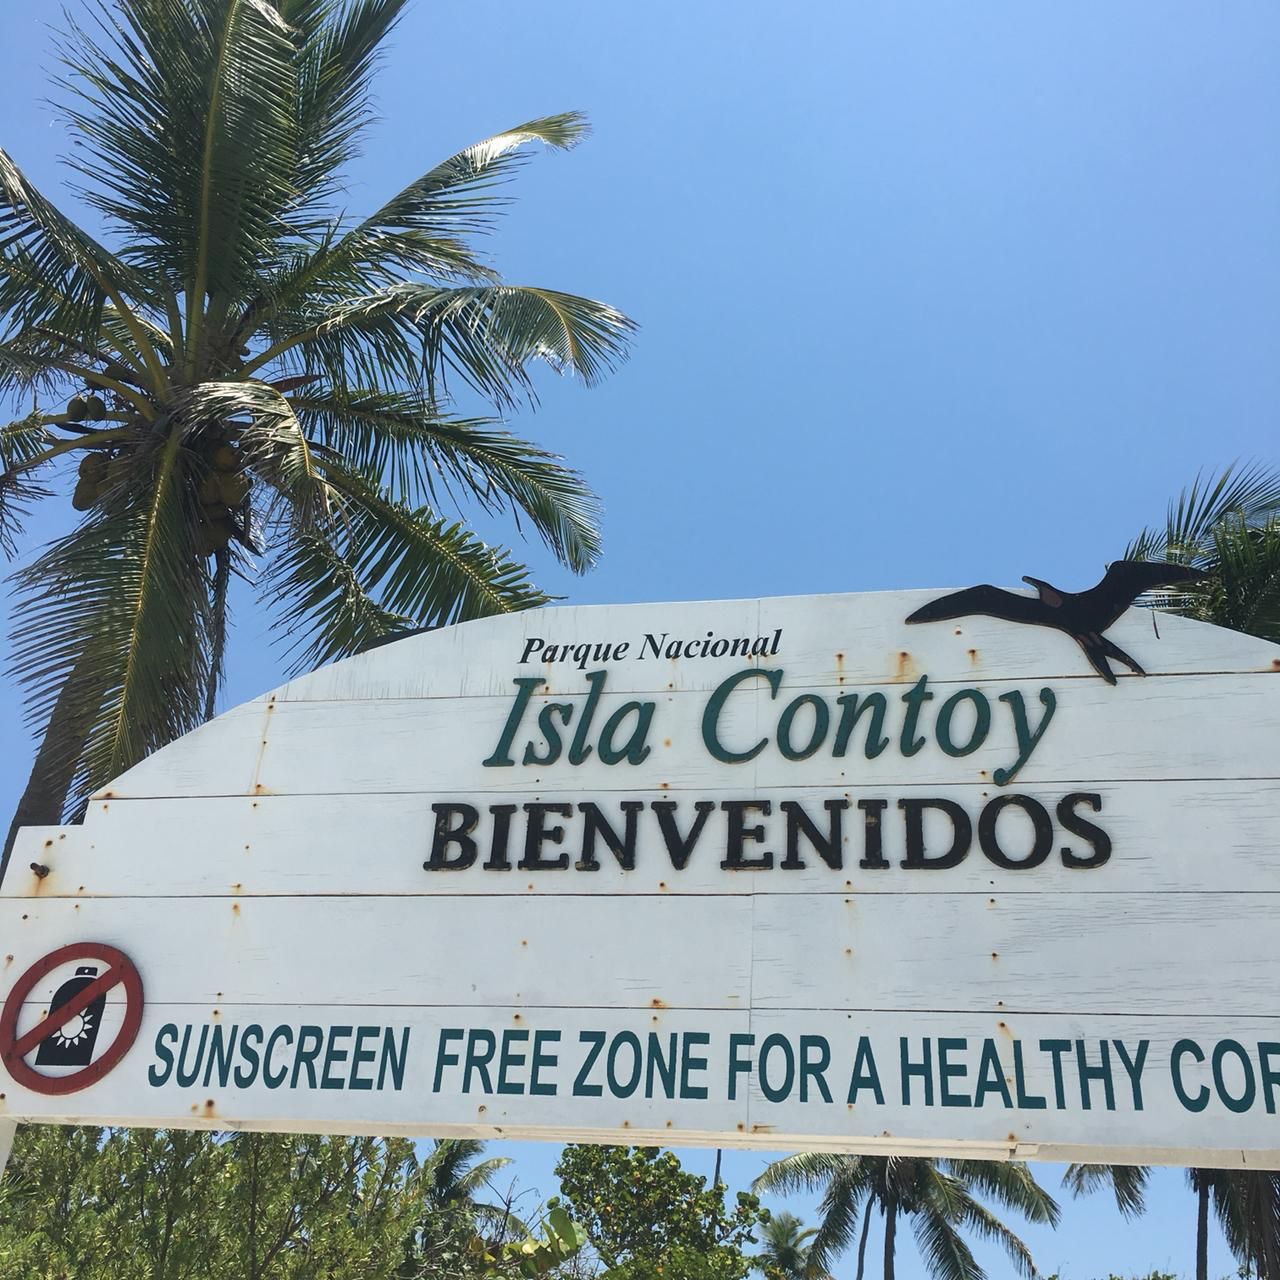 Parque Nacional
Isla Contoy
BIENVENIDOS
SUNSCREEN FREE ZONE FOR A HEALTHY COR